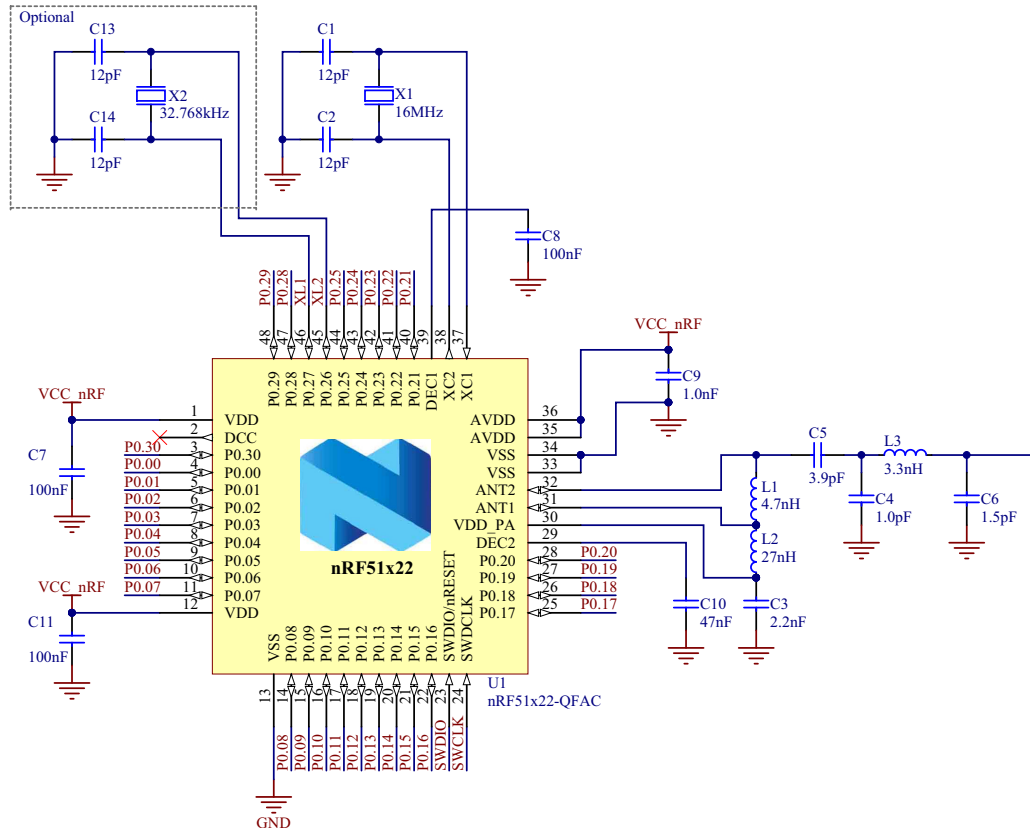 Optional
C13
12pF
X2
32.768kHz
C14
12pF
C1
12pF
X1
16MHz
C2
12pF
C8
100nF
P0.29
P0.28
XL1
XL2
P0.25
P0.24
P0.23
P0.22
P0.21
48
47
46
45
44
43
42
41
40
39
38
37
P0.29
P0.28
P0.27
P0.26
P0.25
P0.24
P0.23
P0.22
P0.21
DEC1
XC2
XC1
VCC_nRF
C9
1.0nF
VCC_nRF
C7
100nF
1 VDD
2 DCC
P0.30 3 P0.30
P0.00 4 P0.00
P0.01 5 P0.01
P0.02 6 P0.02
P0.03 7 P0.03
P0.04 8 P0.04
P0.05 9 P0.05
P0.06 10 P0.06
P0.07 11 P0.07
12 VDD
VCC_nRF
C11
100nF
nRF51x22
AVDD 36
AVDD 35
VSS 34
VSS 33
ANT2 32
ANT1 31
VDD_PA 30
DEC2 29
P0.20 28 P0.20
P0.19 27 P0.19
P0.18 26 P0.18
P0.17 25 P0.17
C5
3.9pF
L3
3.3nH
L1
4.7nH
C4
1.0pF
C6
1.5pF
L2
27nH
C10
47nF
C3
2.2nF
VSS
P0.08
P0.09
P0.10
P0.11
P0.12
P0.13
P0.14
P0.15
P0.16
SWDIO/nRESET
SWDCLK
13
14
15
16
17
18
19
20
21
22
23
24
P0.08
P0.09
P0.10
P0.11
P0.12
P0.13
P0.14
P0.15
P0.16
SWDIO
SWCLK
U1
nRF51x22-QFAC
GND